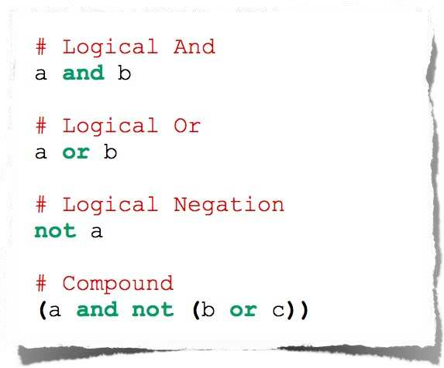 # Logical And
a and b
# Logical Or
a or b
# Logical Negation
not a
# Compound
(a and not (b or c))